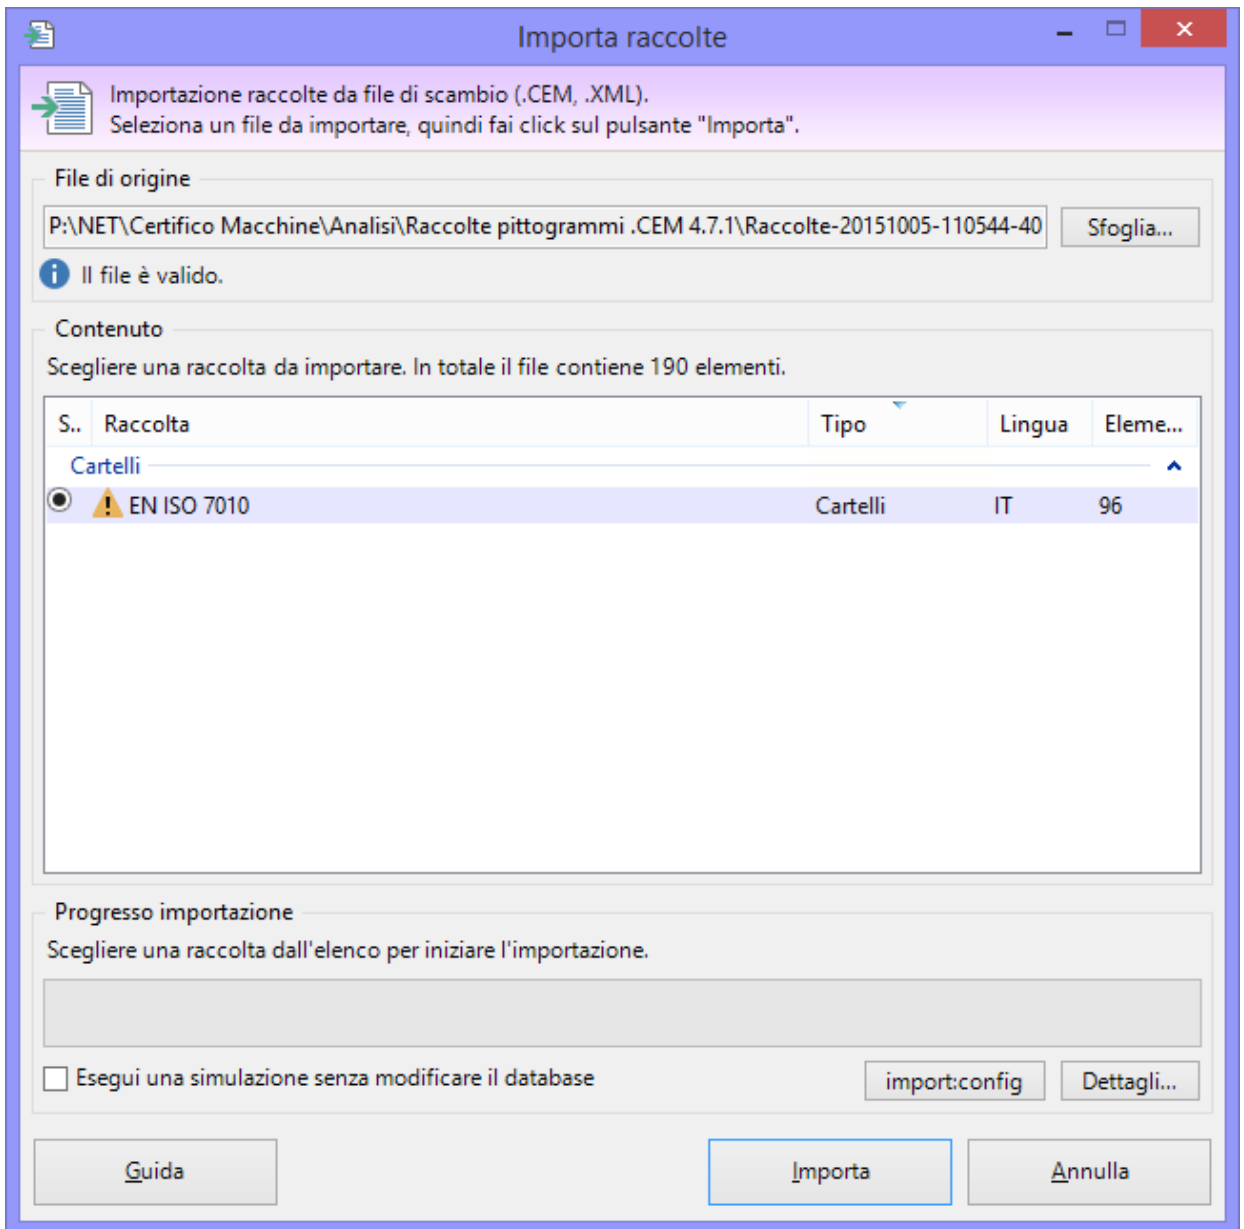 Importa raccolte
Importazione raccolte da file di scambio (.CEM, .XML).
Seleziona un file da importare, quindi fai click sul pulsante "Importa".
File di origine
P:\NET\Certifico Macchine\Analisi\Raccolte pittogrammi .CEM 4.7.1\Raccolte-20151005-110544-40
Sfoglia...
Il file è valido.
Contenuto
Scegliere una raccolta da importare. In totale il file contiene 190 elementi.
S.. Raccolta Tipo Lingua Eleme...
Cartelli
EN ISO 7010 Cartelli IT 96
Progresso importazione
Scegliere una raccolta dall'elenco per iniziare l'importazione.
Esegui una simulazione senza modificare il database
import:config Dettagli...
Guida Importa Annulla